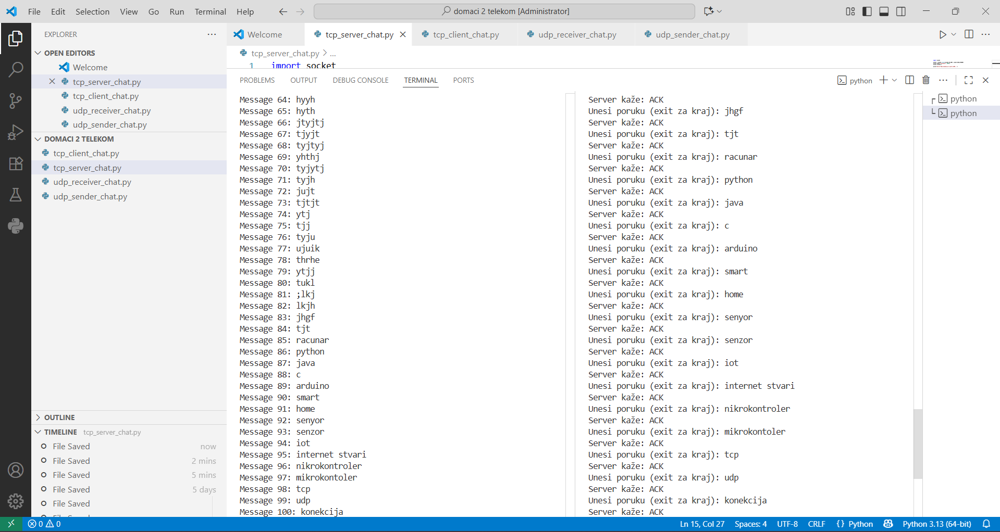 File Edit Selection View Go Run Terminal Help
domaci 2 telekom [Administrator]
EXPLORER
OPEN EDITORS
Welcome
tcp_server_chat.py
tcp_client_chat.py
udp_receiver_chat.py
udp_sender_chat.py
DOMACI 2 TELEKOM
tcp_client_chat.py
tcp_server_chat.py
udp_receiver_chat.py
udp_sender_chat.py
OUTLINE
TIMELINE tcp_server_chat.py
File Saved now
File Saved 2 mins
File Saved 5 mins
File Saved 5 days
File Saved
Welcome tcp_server_chat.py tcp_client_chat.py udp_receiver_chat.py udp_sender_chat.py
tcp_server_chat.py > ...
1 import socket
PROBLEMS OUTPUT DEBUG CONSOLE TERMINAL PORTS
python
Message 64: hyyh
Message 65: hyth
Message 66: jtyjtj
Message 67: tjyjt
Message 68: tyjtyj
Message 69: yhthj
Message 70: tyjytj
Message 71: tyjh
Message 72: jujt
Message 73: tjtjt
Message 74: ytj
Message 75: tjj
Message 76: tyju
Message 77: ujuik
Message 78: thrhe
Message 79: ytjj
Message 80: tukl
Message 81: ;lkj
Message 82: lkjh
Message 83: jhgf
Message 84: tjt
Message 85: racunar
Message 86: python
Message 87: java
Message 88: c
Message 89: arduino
Message 90: smart
Message 91: home
Message 92: senyor
Message 93: senzor
Message 94: iot
Message 95: internet stvari
Message 96: nikrokontroler
Message 97: mikrokontoler
Message 98: tcp
Message 99: udp
Message 100: konekcija
Server kaže: ACK
Unesi poruku (exit za kraj): jhgf
Server kaže: ACK
Unesi poruku (exit za kraj): tjt
Server kaže: ACK
Unesi poruku (exit za kraj): racunar
Server kaže: ACK
Unesi poruku (exit za kraj): python
Server kaže: ACK
Unesi poruku (exit za kraj): java
Server kaže: ACK
Unesi poruku (exit za kraj): c
Server kaže: ACK
Unesi poruku (exit za kraj): arduino
Server kaže: ACK
Unesi poruku (exit za kraj): smart
Server kaže: ACK
Unesi poruku (exit za kraj): home
Server kaže: ACK
Unesi poruku (exit za kraj): senyor
Server kaže: ACK
Unesi poruku (exit za kraj): senzor
Server kaže: ACK
Unesi poruku (exit za kraj): iot
Server kaže: ACK
Unesi poruku (exit za kraj): internet stvari
Server kaže: ACK
Unesi poruku (exit za kraj): nikrokontroler
Server kaže: ACK
Unesi poruku (exit za kraj): mikrokontoler
Server kaže: ACK
Unesi poruku (exit za kraj): tcp
Server kaže: ACK
Unesi poruku (exit za kraj): udp
Server kaže: ACK
Unesi poruku (exit za kraj): konekcija
Server kaže: ACK
python
python
0 0
Ln 15, Col 27 Spaces: 4 UTF-8 CRLF {} Python Python 3.13 (64-bit)